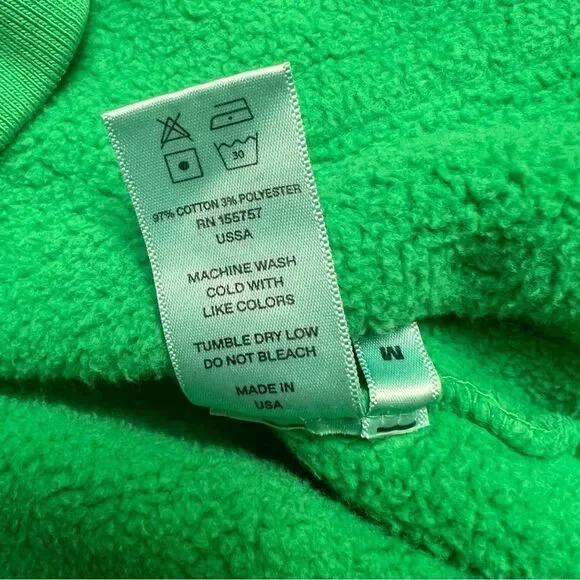 30
97% COTTON 3% POLYESTER
RN 155757
USSA
MACHINE WASH
COLD WITH
LIKE COLORS
TUMBLE DRY LOW
DO NOT BLEACH
MADE IN
USA
M